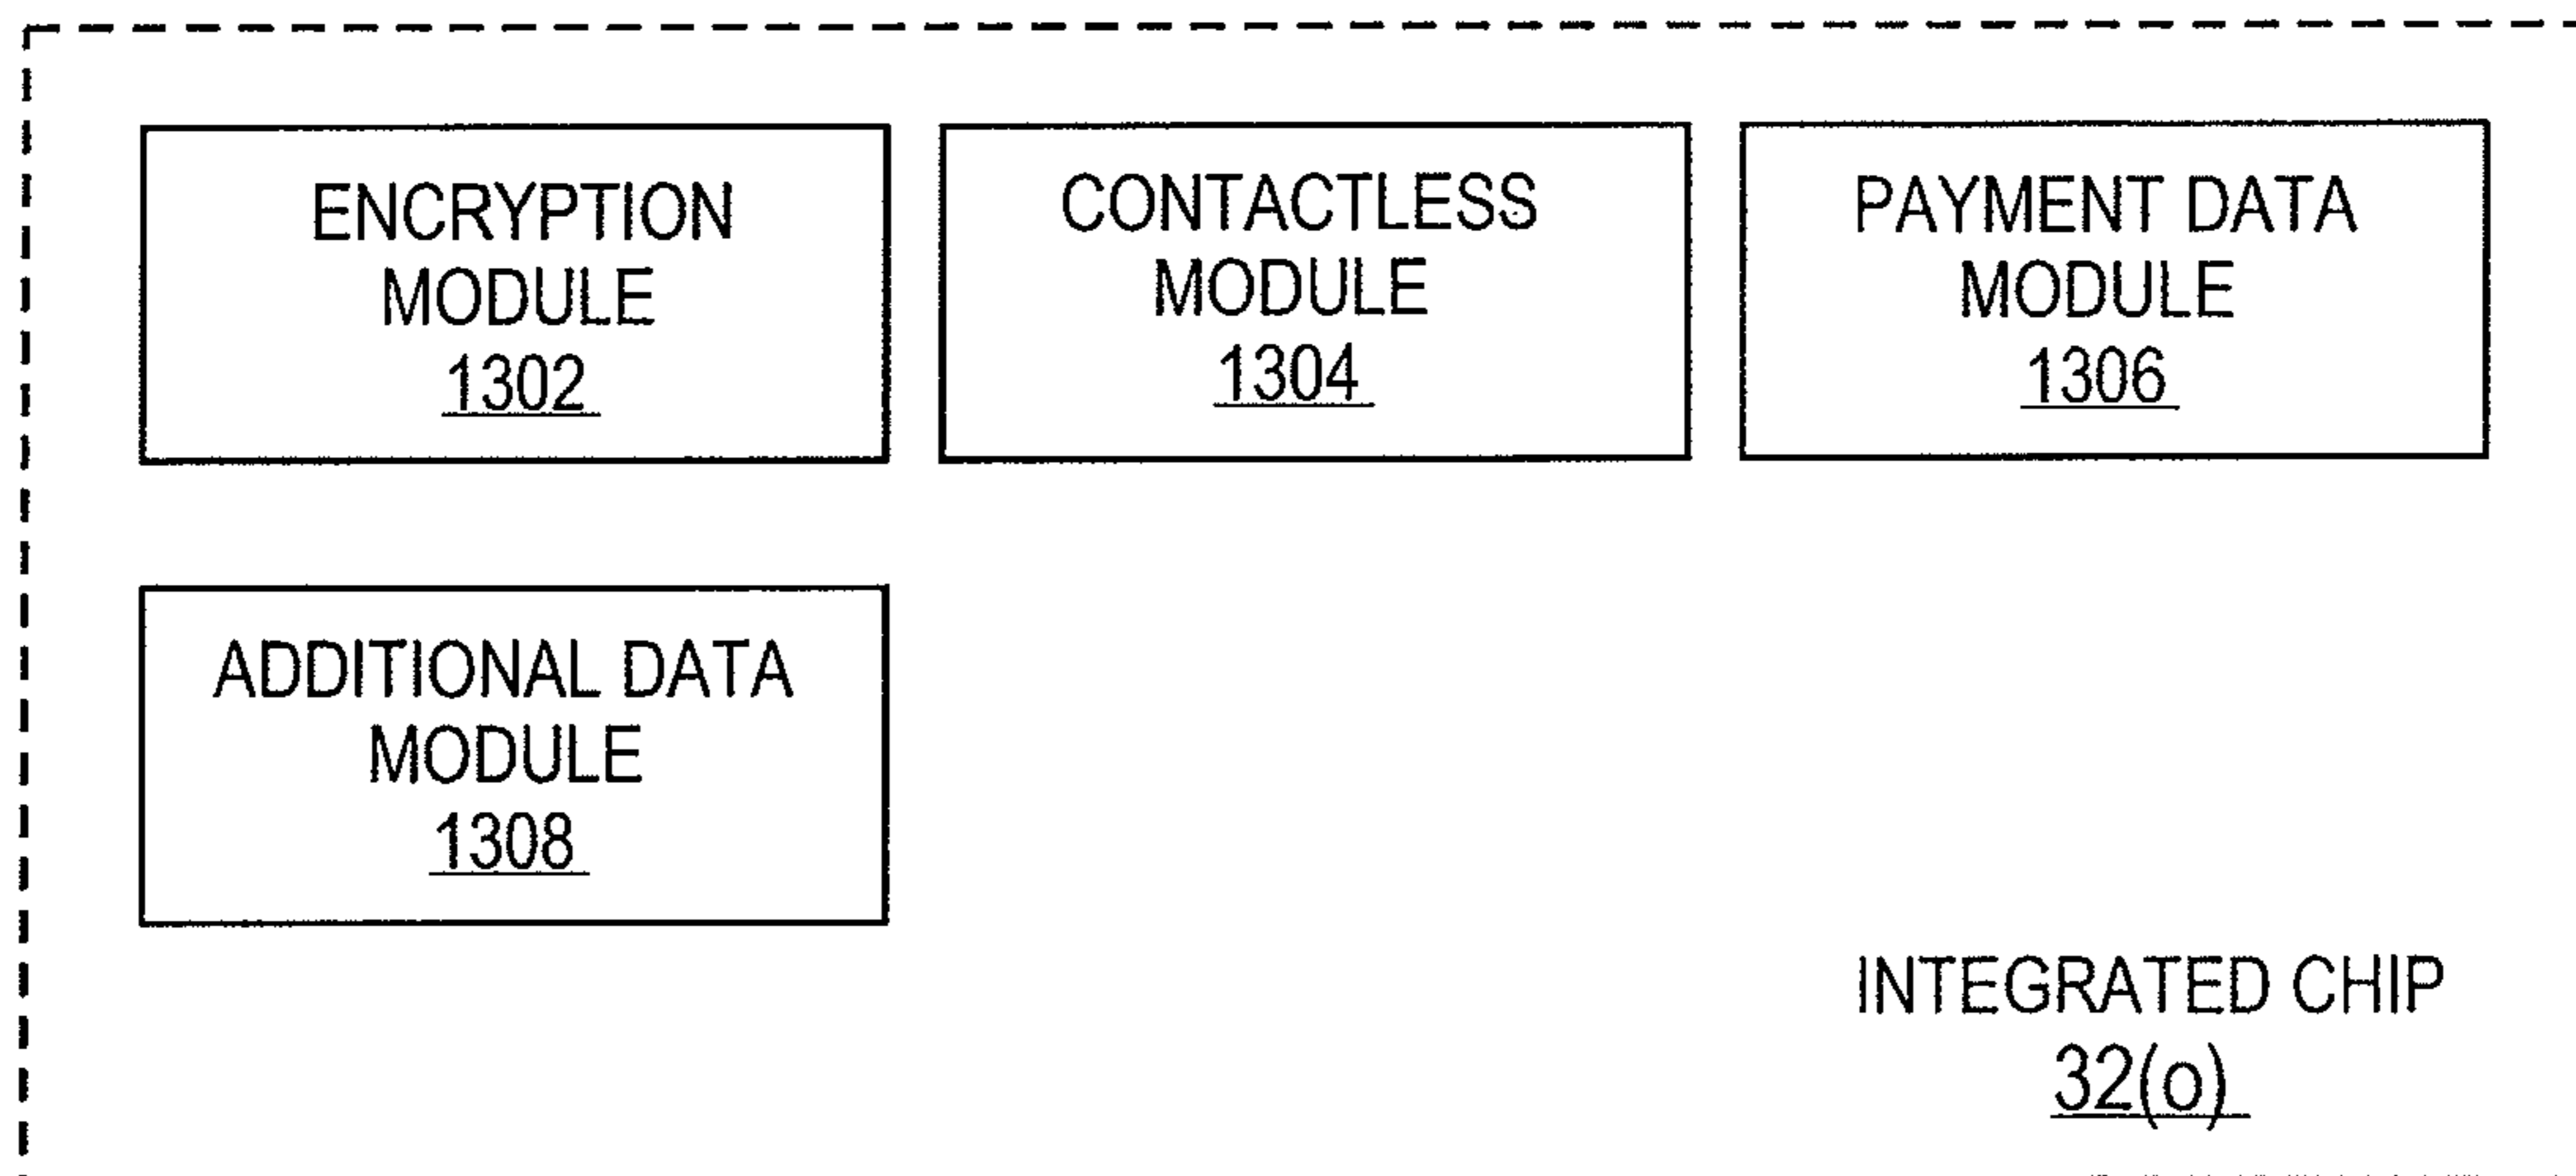 ENCRYPTION
MODULE
1302
CONTACTLESS
MODULE
1304
PAYMENT DATA
MODULE
1306
ADDITIONAL DATA
MODULE
1308
INTEGRATED CHIP
32(o)